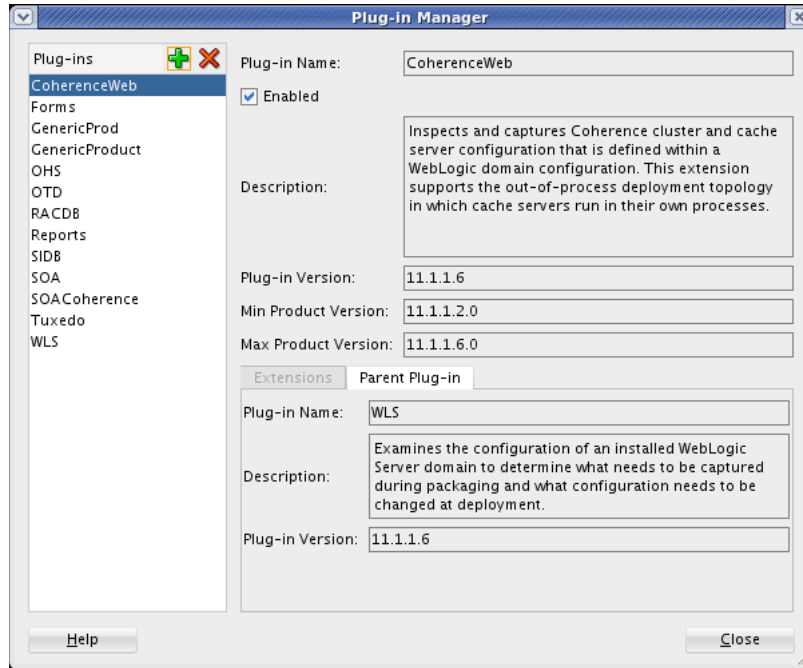 Plug-in Manager
Plug-ins
CoherenceWeb
Forms
GenericProd
GenericProduct
OHS
OTD
RACDB
Reports
SIDB
SOA
SOACoherence
Tuxedo
WLS
Plug-in Name: CoherenceWeb
Enabled
Description:
Inspects and captures Coherence cluster and cache
server configuration that is defined within a
WebLogic domain configuration. This extension
supports the out-of-process deployment topology
in which cache servers run in their own processes.
Plug-in Version: 11.1.1.6
Min Product Version: 11.1.1.2.0
Max Product Version: 11.1.1.6.0
Extensions Parent Plug-in
Plug-in Name: WLS
Description:
Examines the configuration of an installed WebLogic
Server domain to determine what needs to be captured
during packaging and what configuration needs to be
changed at deployment.
Plug-in Version: 11.1.1.6
Help Close